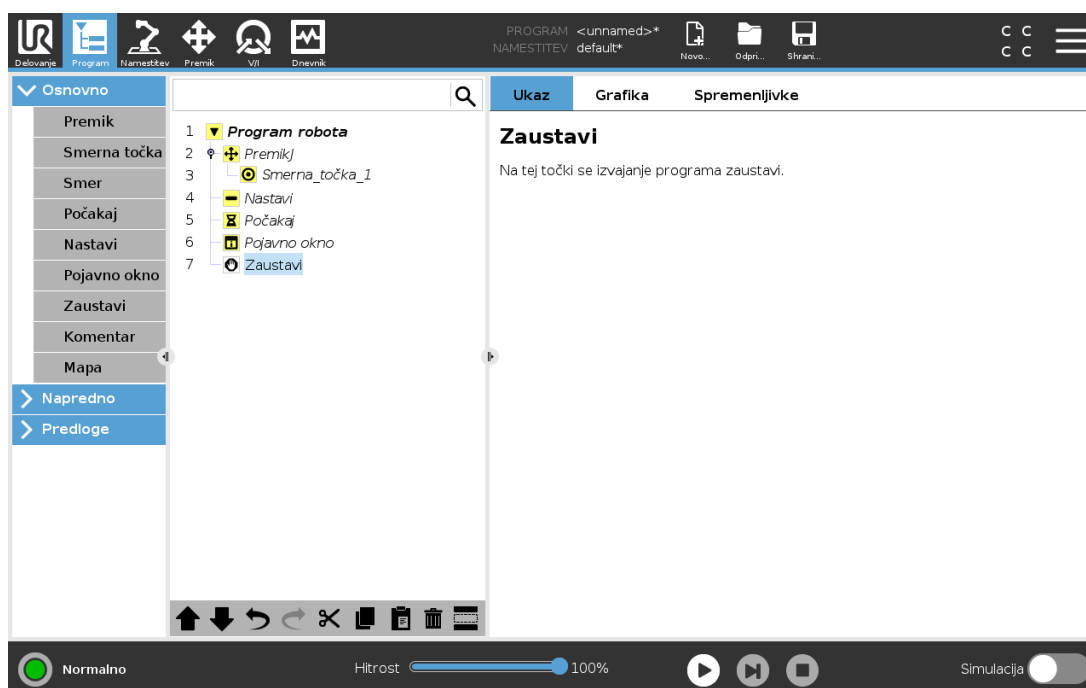 PROGRAM <unnamed>*
NAMESTITEV default*
C C
C C
UR
Delovanje Program Namestitev Premik V/I Dnevnik Novo... Odpri... Shrani...
Osnovno
Premik
Smerna točka
Smer
Počakaj
Nastavi
Pojavno okno
Zaustavi
Komentar
Mapa
Napredno
Predloge
1 Program robota
2 PremikJ
3 Smerna_točka_1
4 Nastavi
5 Počakaj
6 Pojavno okno
7 Zaustavi
Ukaz Grafika Spremenljivke
Zaustavi
Na tej točki se izvajanje programa zaustavi.
Normalno Hitrost 100% Simulacija